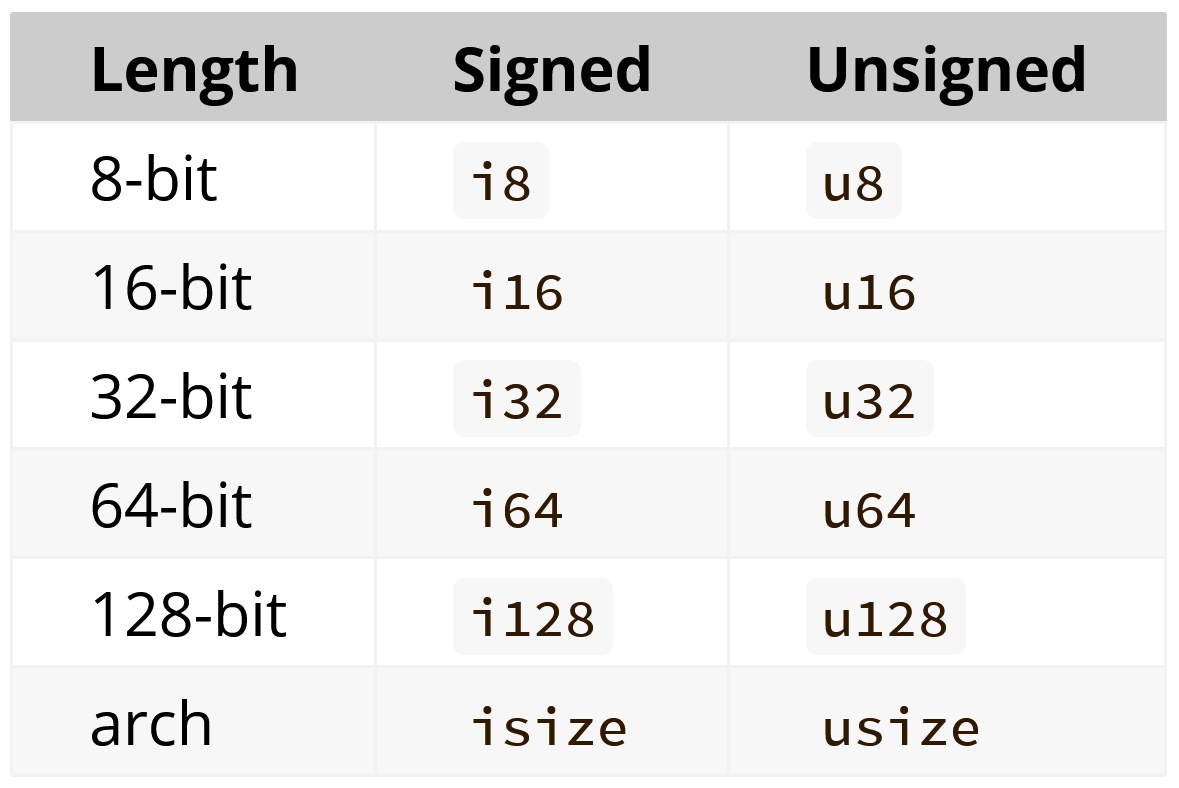 Length Signed Unsigned
8-bit i8 u8
16-bit i16 u16
32-bit i32 u32
64-bit i64 u64
128-bit i128 u128
arch isize usize